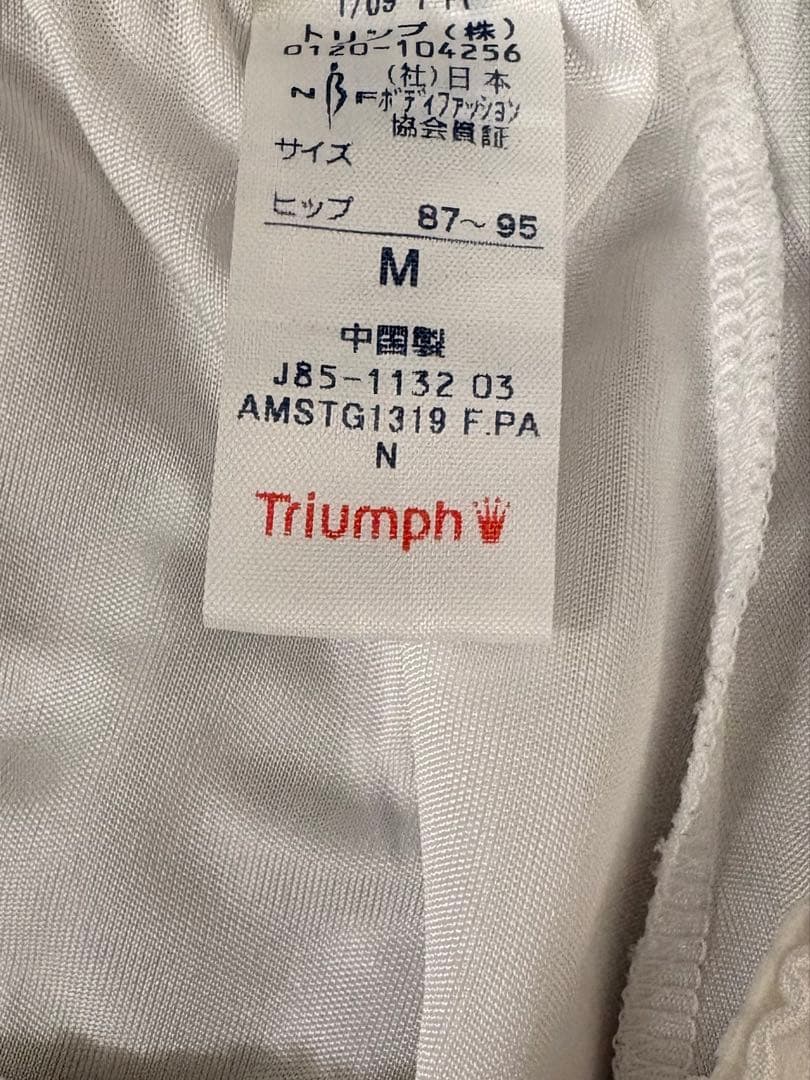 トリンプ(株)
0120-104256
NBF
(社)日本
ボディファッション
協会員証
サイズ
ヒップ 87~95
M
中国製
J85-1132 03
AMSTG1319 F.PA
N
Triumph